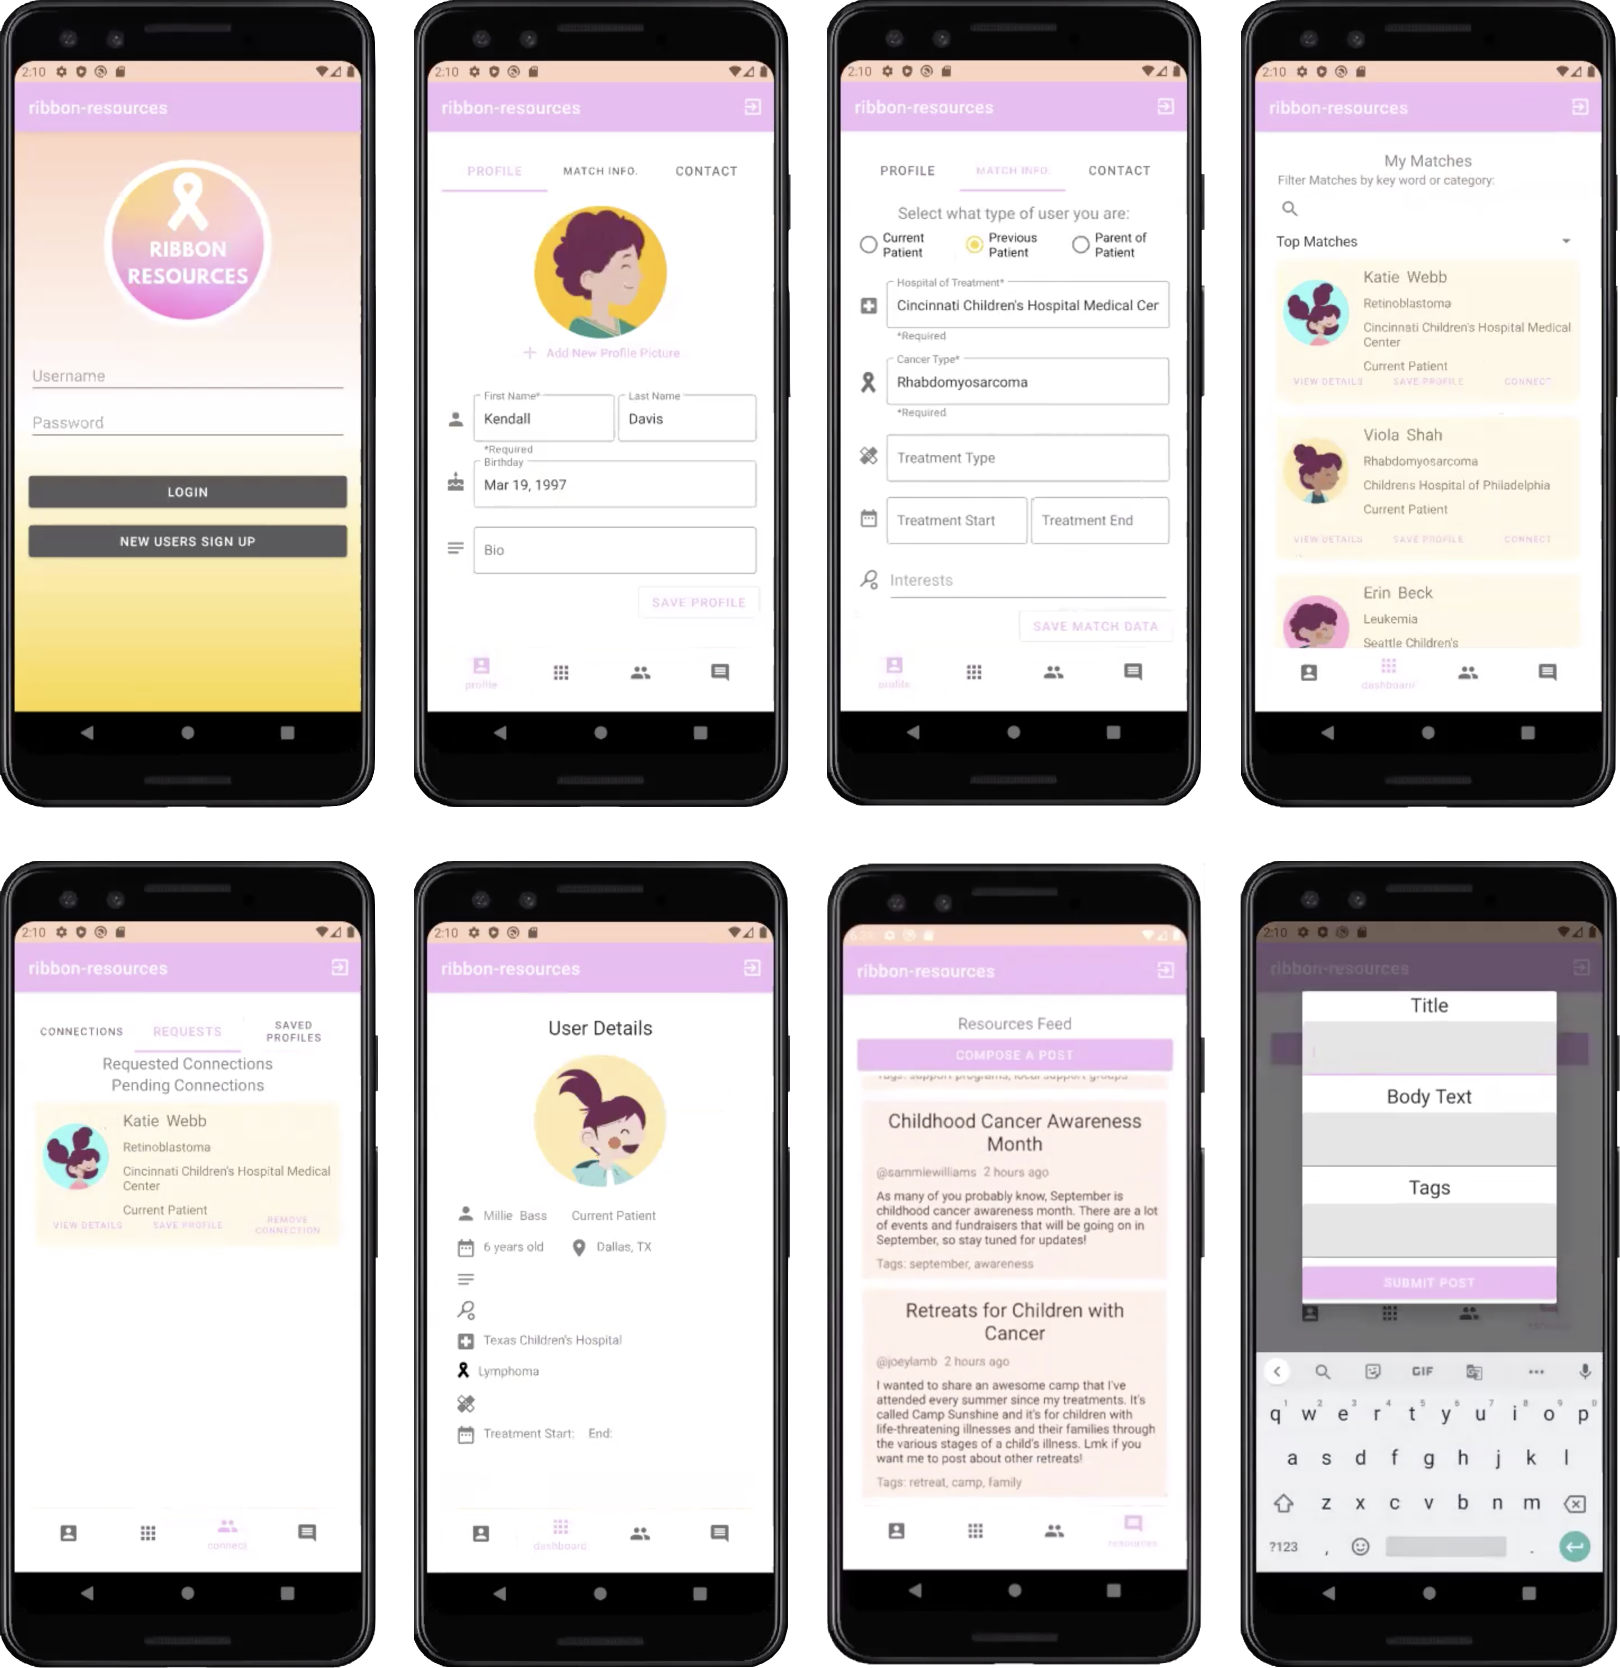 2:10
ribbon-resources
RIBBON
RESOURCES
Username
Password
LOGIN
NEW USERS SIGN UP
2:10
ribbon-resources
PROFILE MATCH INFO. CONTACT
Add New Profile Picture
First Name* Last Name
Kendall Davis
*Required
Birthday
Mar 19, 1997
Bio
SAVE PROFILE
profile
2:10
ribbon-resources
PROFILE MATCH INFO. CONTACT
Select what type of user you are:
Current Previous Parent of
Patient Patient Patient
Hospital of Treatment*
Cincinnati Children's Hospital Medical Cer
*Required
Cancer Type*
Rhabdomyosarcoma
*Required
Treatment Type
Treatment Start Treatment End
Interests
SAVE MATCH DATA
profile
2:10
ribbon-resources
My Matches
Filter Matches by key word or category:
Top Matches
Katie Webb
Retinoblastoma
Cincinnati Children's Hospital Medical
Center
Current Patient
VIEW DETAILS SAVE PROFILE CONNECT
Viola Shah
Rhabdomyosarcoma
Childrens Hospital of Philadelphia
Current Patient
VIEW DETAILS SAVE PROFILE CONNECT
Erin Beck
Leukemia
Seattle Children's
dashboard
2:10
ribbon-resources
CONNECTIONS REQUESTS SAVED
PROFILES
Requested Connections
Pending Connections
Katie Webb
Retinoblastoma
Cincinnati Children's Hospital Medical
Center
Current Patient
VIEW DETAILS SAVE PROFILE REMOVE
CONNECTION
connect
2:10
ribbon-resources
User Details
Millie Bass Current Patient
6 years old Dallas, TX
Texas Children's Hospital
Lymphoma
Treatment Start: End:
dashboard
ribbon-resources
Resources Feed
COMPOSE A POST
Tags: support programs, local support groups
Childhood Cancer Awareness
Month
@sammiewilliams 2 hours ago
As many of you probably know, September is
childhood cancer awareness month. There are a lot
of events and fundraisers that will be going on in
September, so stay tuned for updates!
Tags: september, awareness
Retreats for Children with
Cancer
@joeylamb 2 hours ago
I wanted to share an awesome camp that I've
attended every summer since my treatments. It's
called Camp Sunshine and it's for children with
life-threatening illnesses and their families through
the various stages of a child's illness. Lmk if you
want me to post about other retreats!
Tags: retreat, camp, family
resources
2:10
ribbon-resources
Title
Body Text
Tags
SUBMIT POST
GIF
q1 w2 e3 r4 t5 y6 u7 i8 o9 p0
a s d f g h j k l
z x c v b n m
?123 , .